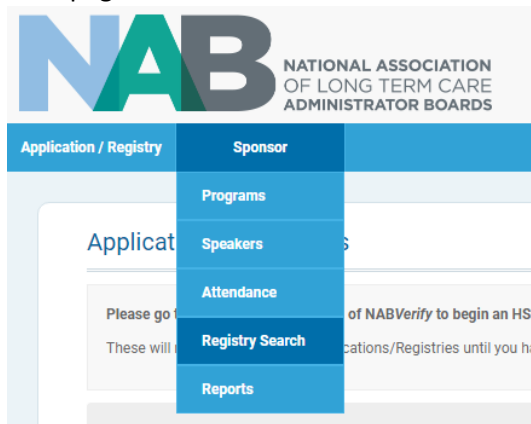 NAB
NATIONAL ASSOCIATION
OF LONG TERM CARE
ADMINISTRATOR BOARDS
Application / Registry Sponsor
Programs
Speakers
Attendance
Registry Search
Reports
Applicat s
Please go of NABVerify to begin an HS
These will cations/Registries until you